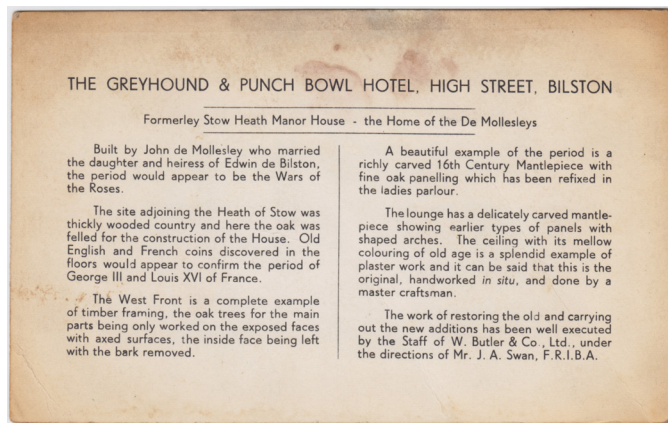 THE GREYHOUND & PUNCH BOWL HOTEL, HIGH STREET, BILSTON
Formerley Stow Heath Manor House - the Home of the De Mollesleys
Built by John de Mollesley who married
the daughter and heiress of Edwin de Bilston,
the period would appear to be the Wars of
the Roses.
The site adjoining the Heath of Stow was
thickly wooded country and here the oak was
felled for the construction of the House. Old
English and French coins discovered in the
floors would appear to confirm the period of
George III and Louis XVI of France.
The West Front is a complete example
of timber framing, the oak trees for the main
parts being only worked on the exposed faces
with axed surfaces, the inside face being left
with the bark removed.
A beautiful example of the period is a
richly carved 16th Century Mantlepiece with
fine oak panelling which has been refixed in
the ladies parlour.
The lounge has a delicately carved mantle-
piece showing earlier types of panels with
shaped arches. The ceiling with its mellow
colouring of old age is a splendid example of
plaster work and it can be said that this is the
original, handworked in situ, and done by a
master craftsman.
The work of restoring the old and carrying
out the new additions has been well executed
by the Staff of W. Butler & Co., Ltd., under
the directions of Mr. J. A. Swan, F.R.I.B.A.